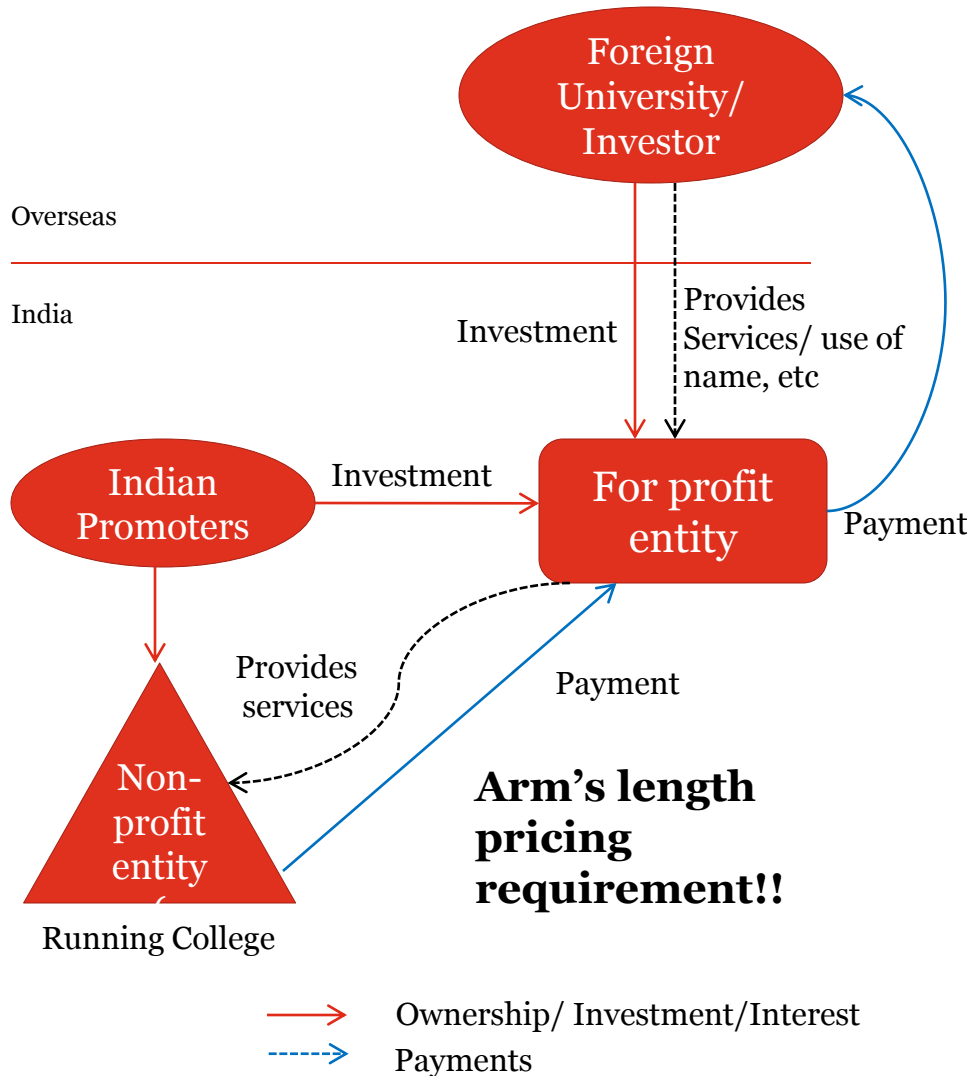 Foreign
University/
Investor
Overseas
India
Investment
Provides
Services/ use of
name, etc
Indian
Promoters
Investment
For profit
entity
Payment
Provides
services
Payment
Non-
profit
entity
Arm’s length
pricing
requirement!!
Running College
Ownership/ Investment/Interest
Payments